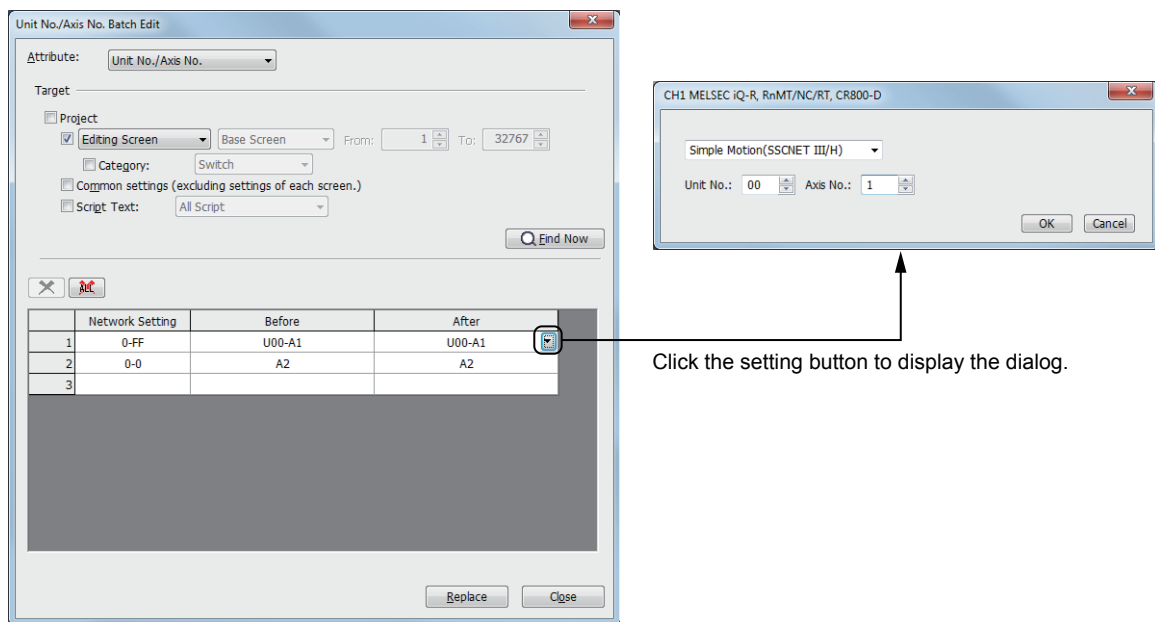 Unit No./Axis No. Batch Edit
Attribute: Unit No./Axis No.
Target
Project
Editing Screen Base Screen From: 1 To: 32767
Category: Switch
Common settings (excluding settings of each screen.)
Script Text: All Script
Find Now
ALL
Network Setting Before After
1 0-FF U00-A1 U00-A1
2 0-0 A2 A2
3
Replace Close
CH1 MELSEC iQ-R, RnMT/NC/RT, CR800-D
Simple Motion(SSCNET III/H)
Unit No.: 00 Axis No.: 1
OK Cancel
Click the setting button to display the dialog.